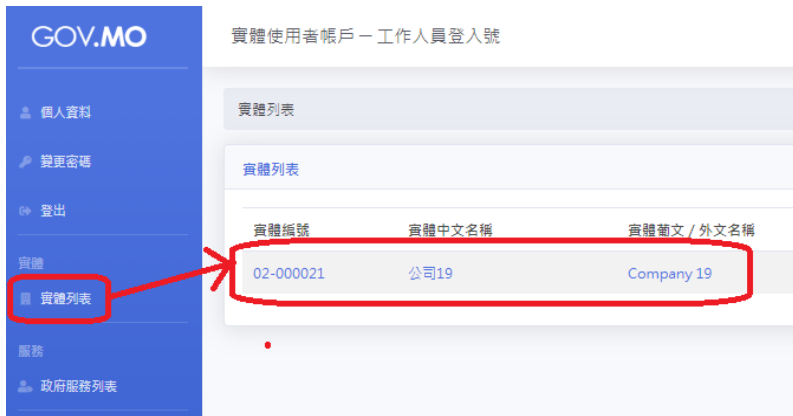 GOV.MO
實體使用者帳戶 — 工作人員登入號
個人資料
變更密碼
登出
實體
實體列表
服務
政府服務列表
實體列表
實體列表
實體編號 實體中文名稱 實體葡文 / 外文名稱
02-000021 公司19 Company 19